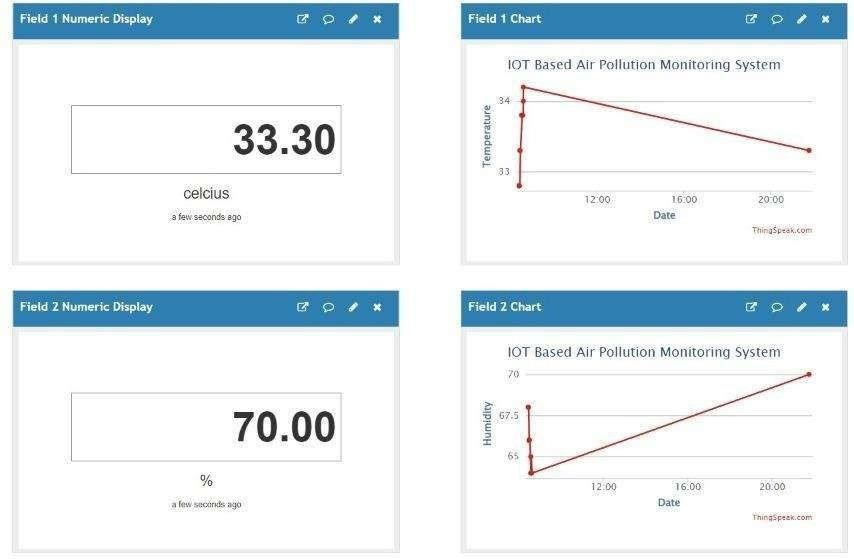 Field 1 Numeric Display
33.30
celcius
a few seconds ago
Field 1 Chart
IOT Based Air Pollution Monitoring System
Temperature
34
33
12:00 16:00 20:00
Date
ThingSpeak.com
Field 2 Numeric Display
70.00
%
a few seconds ago
Field 2 Chart
IOT Based Air Pollution Monitoring System
Humidity
70
67.5
65
12:00 16:00 20:00
Date
ThingSpeak.com